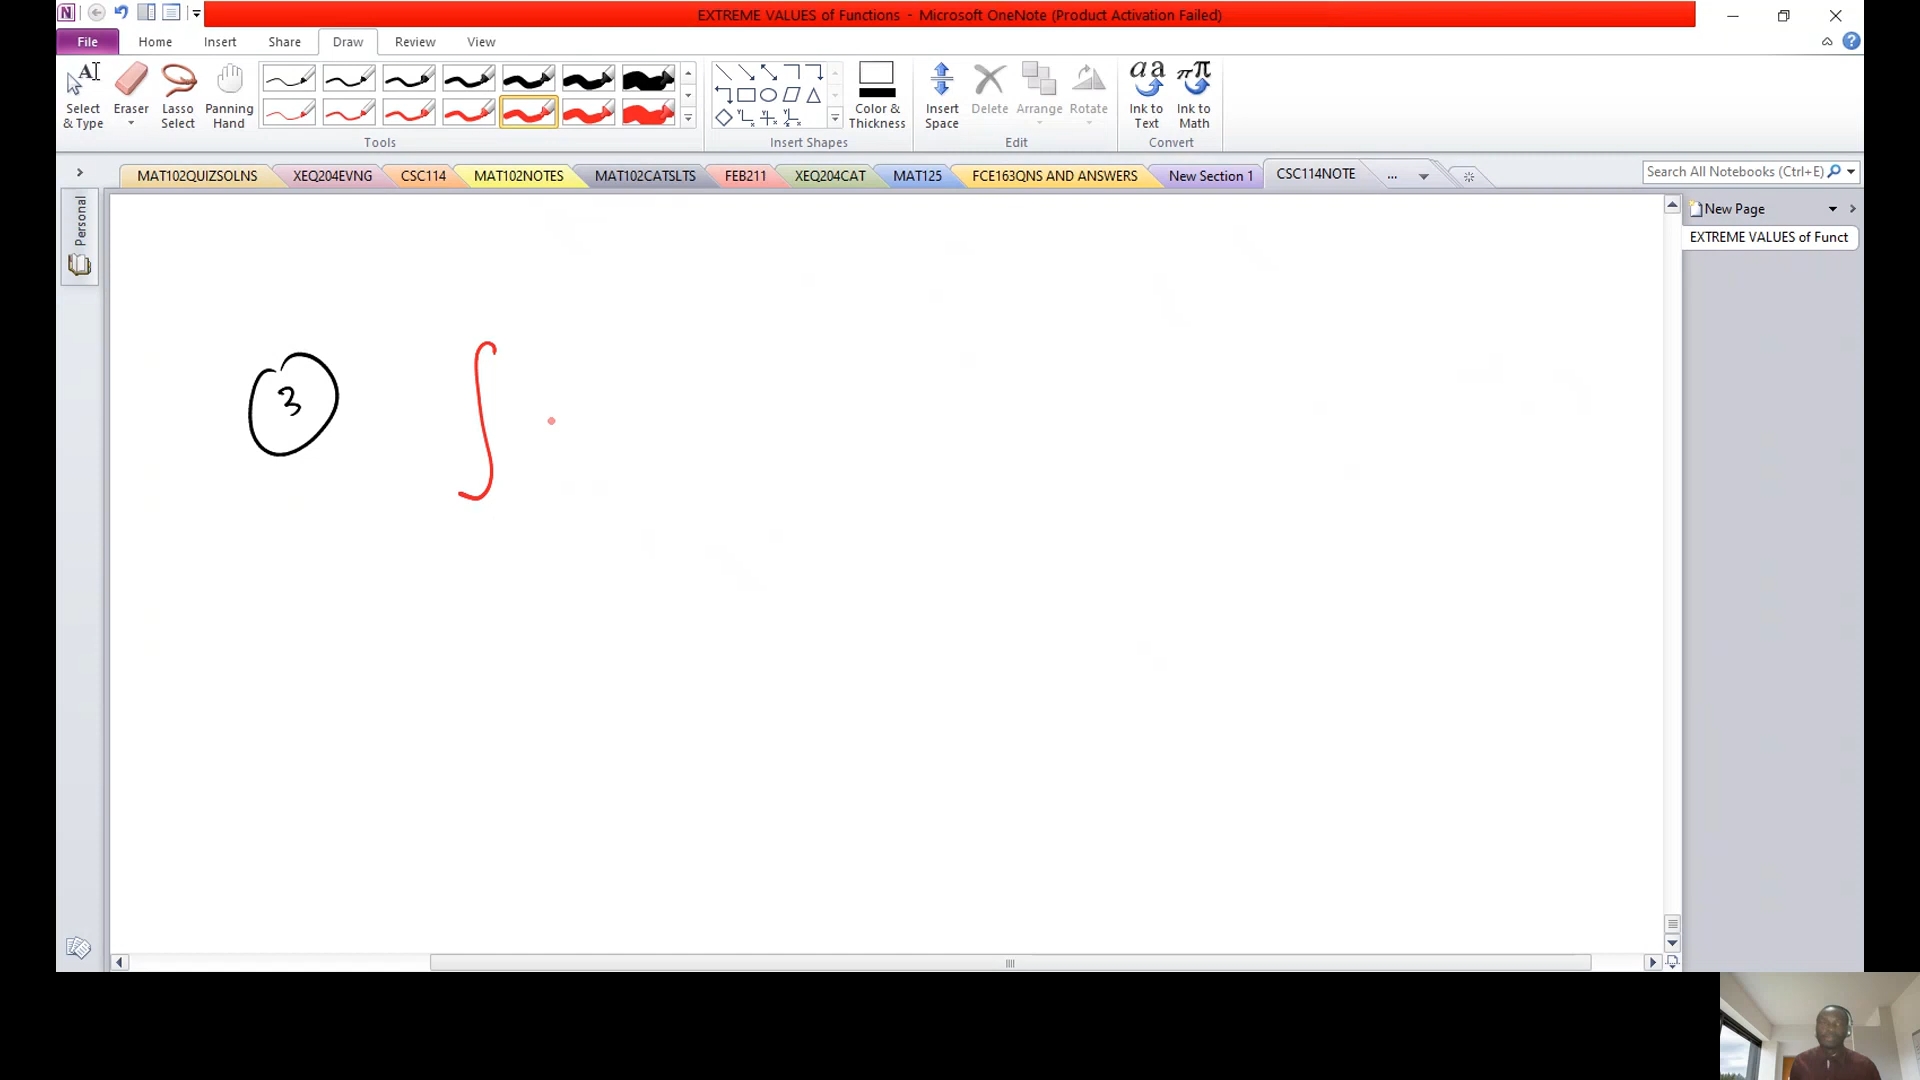 EXTREME VALUES of Functions - Microsoft OneNote (Product Activation Failed)
File Home Insert Share Draw Review View
Select & Type
Eraser
Lasso Select
Panning Hand
Color & Thickness
Insert Space
Delete
Arrange
Rotate
Ink to Text
Ink to Math
Tools
Insert Shapes
Edit
Convert
MAT102QUIZSOLNS XEQ204EVNG CSC114 MAT102NOTES MAT102CATSLTS FEB211 XEQ204CAT MAT125 FCE163QNS AND ANSWERS New Section 1 CSC114NOTE ...
Search All Notebooks (Ctrl+E)
Personal
New Page
EXTREME VALUES of Funct
3 ∫